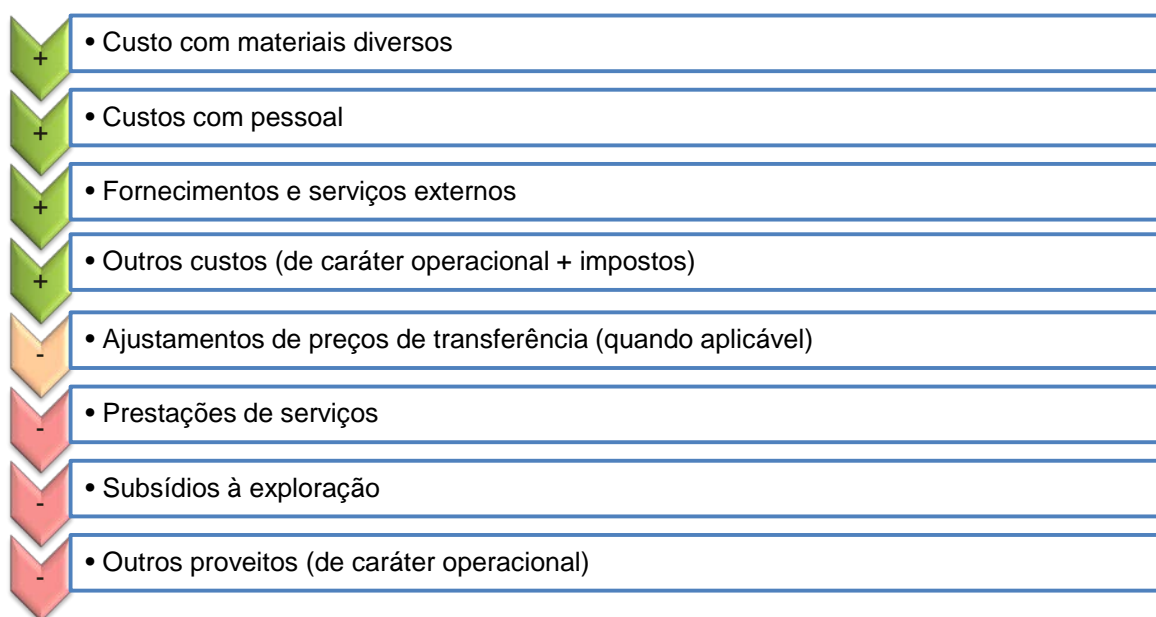 + • Custo com materiais diversos
+ • Custos com pessoal
+ • Fornecimentos e serviços externos
+ • Outros custos (de caráter operacional + impostos)
- • Ajustamentos de preços de transferência (quando aplicável)
- • Prestações de serviços
- • Subsídios à exploração
- • Outros proveitos (de caráter operacional)